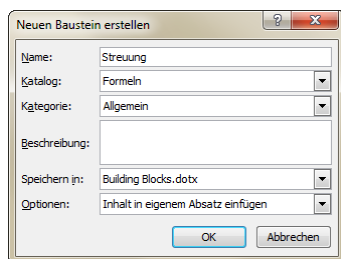 Neuen Baustein erstellen
Name: Streuung
Katalog: Formeln
Kategorie: Allgemein
Beschreibung:
Speichern in: Building Blocks.dotx
Optionen: Inhalt in eigenem Absatz einfügen
OK Abbrechen